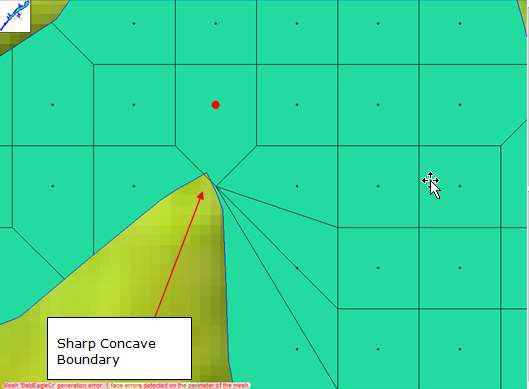 Sharp Concave
Boundary
Mesh 'BaldEagleCr' generation error: 1 face errors detected on the perimeter of the mesh